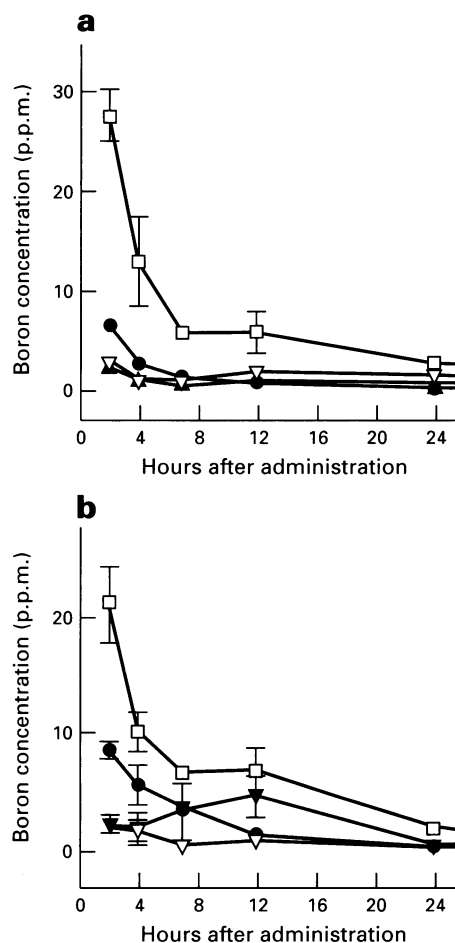 a
Boron concentration (p.p.m.)
30
20
10
0
0 4 8 12 16 20 24
Hours after administration
b
Boron concentration (p.p.m.)
20
10
0
0 4 8 12 16 20 24
Hours after administration